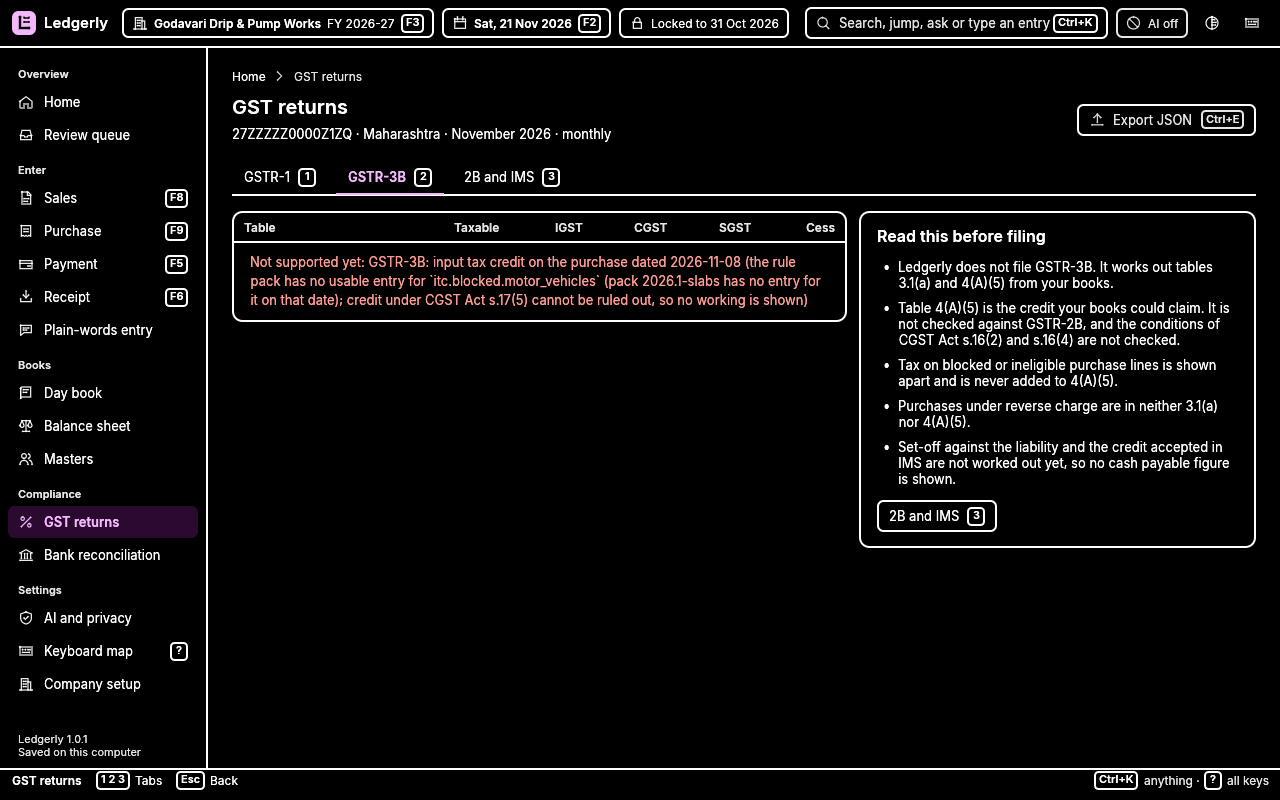 Ledgerly
Godavari Drip & Pump Works FY 2026-27 F3
Sat, 21 Nov 2026 F2
Locked to 31 Oct 2026
Search, jump, ask or type an entry Ctrl+K
AI off
Overview
Home
Review queue
Enter
Sales F8
Purchase F9
Payment F5
Receipt F6
Plain-words entry
Books
Day book
Balance sheet
Masters
Compliance
GST returns
Bank reconciliation
Settings
AI and privacy
Keyboard map ?
Company setup
Ledgerly 1.0.1
Saved on this computer
Home > GST returns
GST returns
27ZZZZZ0000Z1ZQ · Maharashtra · November 2026 · monthly
Export JSON Ctrl+E
GSTR-1 1
GSTR-3B 2
2B and IMS 3
Table Taxable IGST CGST SGST Cess
Not supported yet: GSTR-3B: input tax credit on the purchase dated 2026-11-08 (the rule
pack has no usable entry for `itc.blocked.motor_vehicles` (pack 2026.1-slabs has no entry for
it on that date); credit under CGST Act s.17(5) cannot be ruled out, so no working is shown)
Read this before filing
• Ledgerly does not file GSTR-3B. It works out tables
3.1(a) and 4(A)(5) from your books.
• Table 4(A)(5) is the credit your books could claim. It is
not checked against GSTR-2B, and the conditions of
CGST Act s.16(2) and s.16(4) are not checked.
• Tax on blocked or ineligible purchase lines is shown
apart and is never added to 4(A)(5).
• Purchases under reverse charge are in neither 3.1(a)
nor 4(A)(5).
• Set-off against the liability and the credit accepted in
IMS are not worked out yet, so no cash payable figure
is shown.
2B and IMS 3
GST returns 1 2 3 Tabs Esc Back
Ctrl+K anything · ? all keys